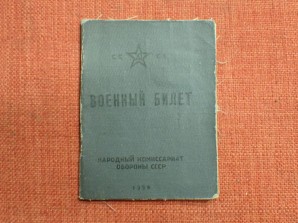 СС СР
ВОЕННЫЙ БИЛЕТ
НАРОДНЫЙ КОМИССАРИАТ
ОБОРОНЫ СССР